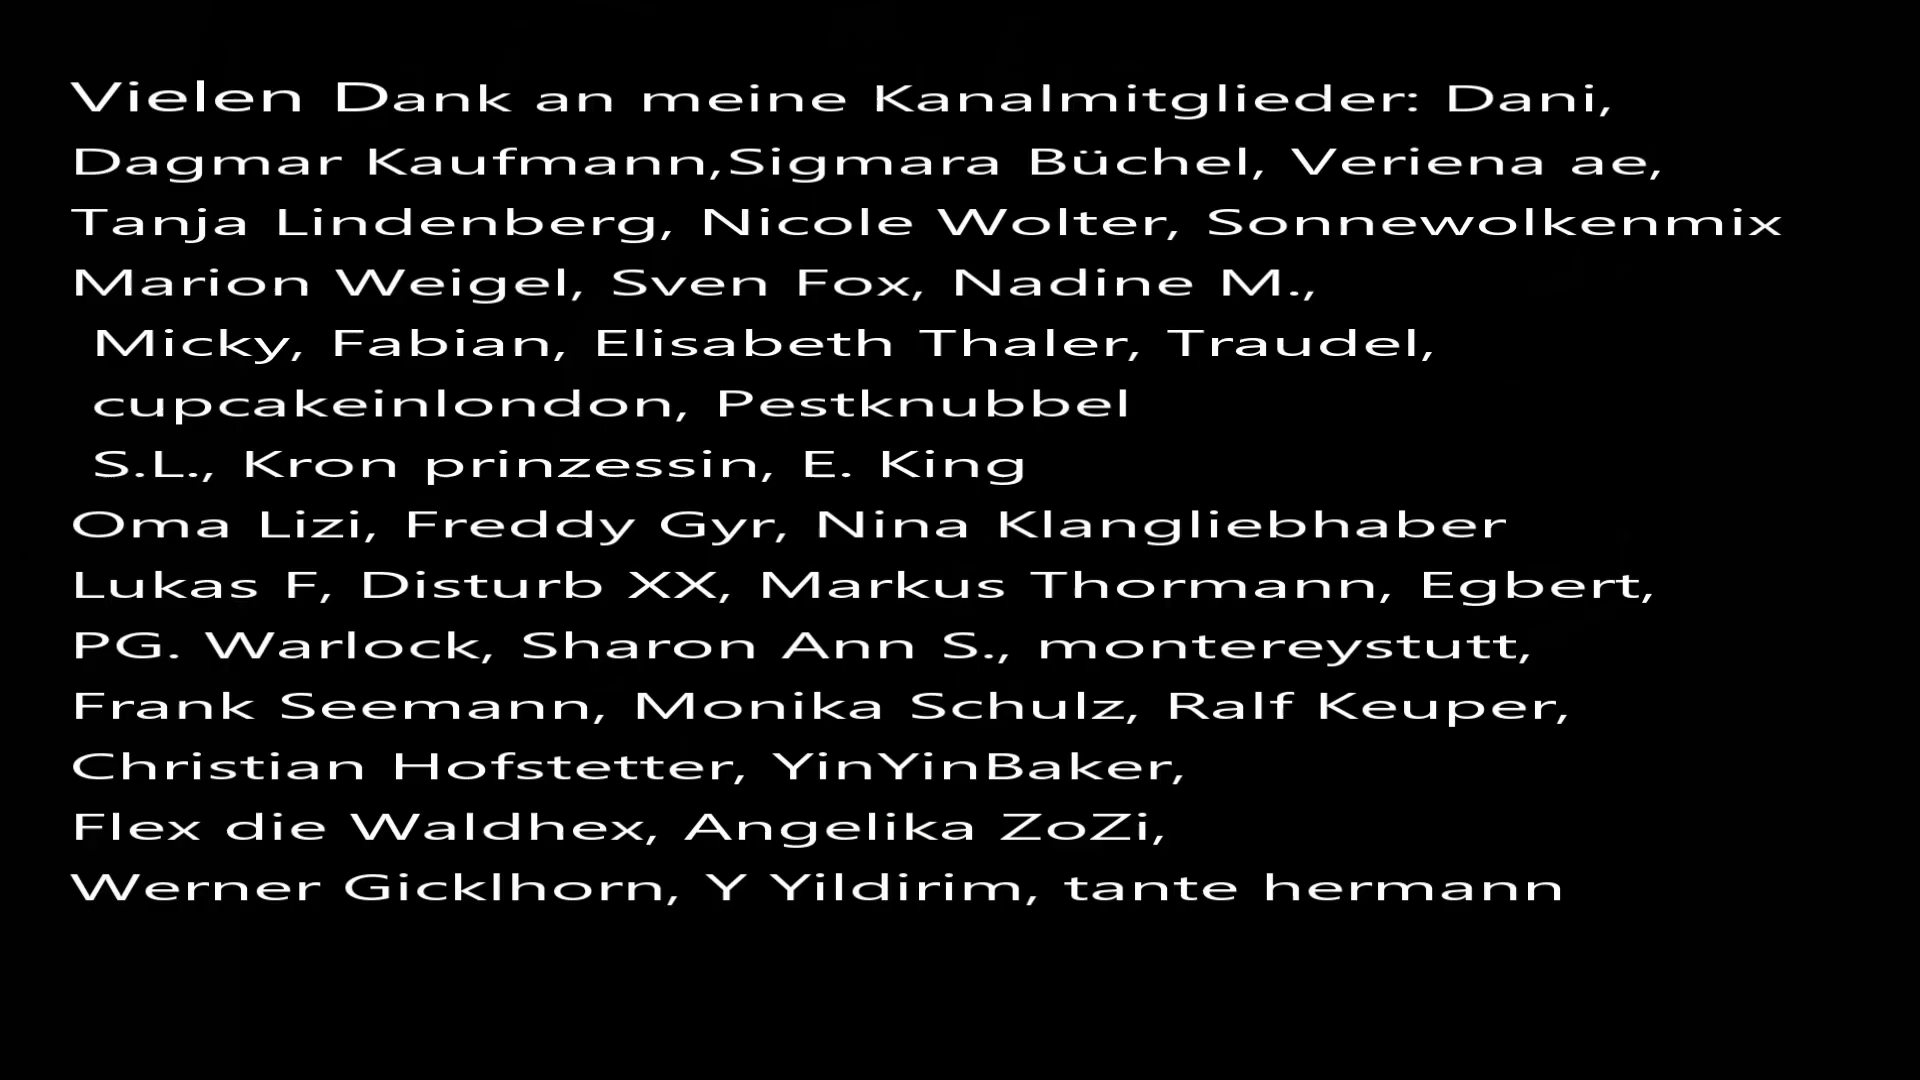 Vielen Dank an meine Kanalmitglieder: Dani,
Dagmar Kaufmann,Sigmara Büchel, Veriena ae,
Tanja Lindenberg, Nicole Wolter, Sonnewolkenmix
Marion Weigel, Sven Fox, Nadine M.,
Micky, Fabian, Elisabeth Thaler, Traudel,
cupcakeinlondon, Pestknubbel
S.L., Kron prinzessin, E. King
Oma Lizi, Freddy Gyr, Nina Klangliebhaber
Lukas F, Disturb XX, Markus Thormann, Egbert,
PG. Warlock, Sharon Ann S., montereystutt,
Frank Seemann, Monika Schulz, Ralf Keuper,
Christian Hofstetter, YinYinBaker,
Flex die Waldhex, Angelika ZoZi,
Werner Gicklhorn, Y Yildirim, tante hermann